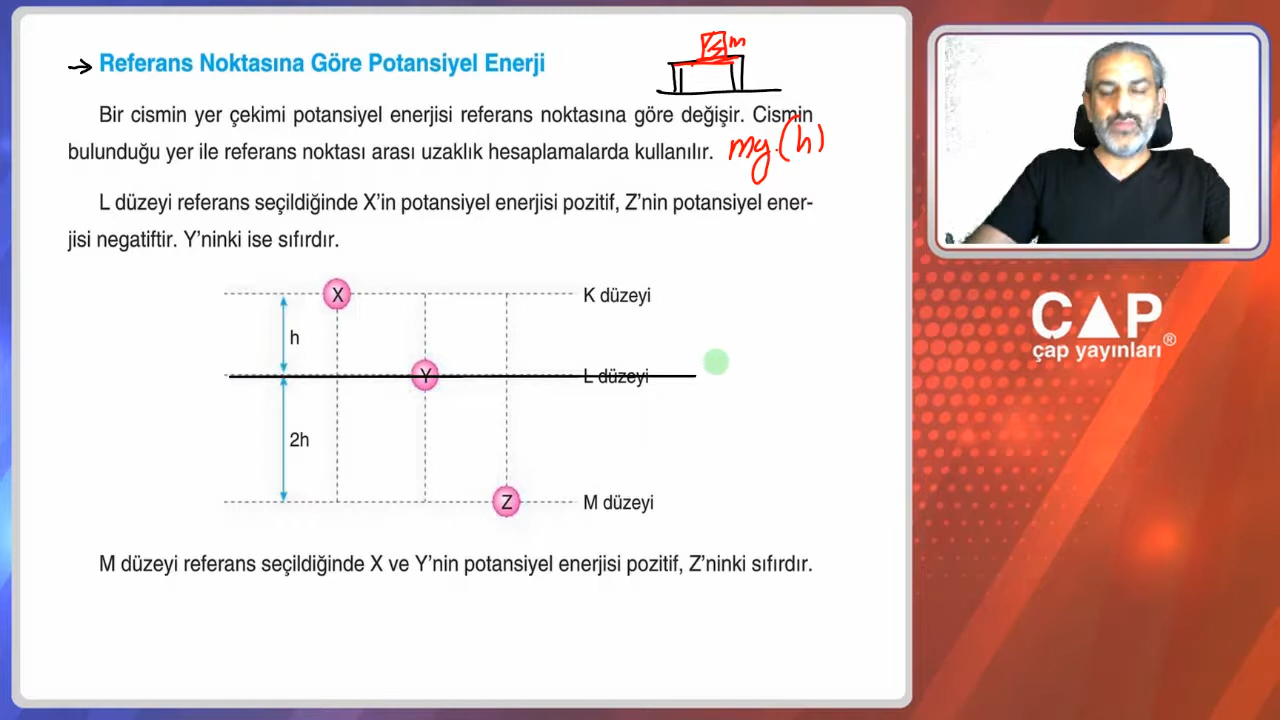 Referans Noktasına Göre Potansiyel Enerji
m
Bir cismin yer çekimi potansiyel enerjisi referans noktasına göre değişir. Cismin
bulunduğu yer ile referans noktası arası uzaklık hesaplamalarda kullanılır.
mg.(h)
L düzeyi referans seçildiğinde X'in potansiyel enerjisi pozitif, Z'nin potansiyel ener-
jisi negatiftir. Y'ninki ise sıfırdır.
X
K düzeyi
h
Y
L düzeyi
2h
Z
M düzeyi
M düzeyi referans seçildiğinde X ve Y'nin potansiyel enerjisi pozitif, Z'ninki sıfırdır.
ÇAP
çap yayınları®